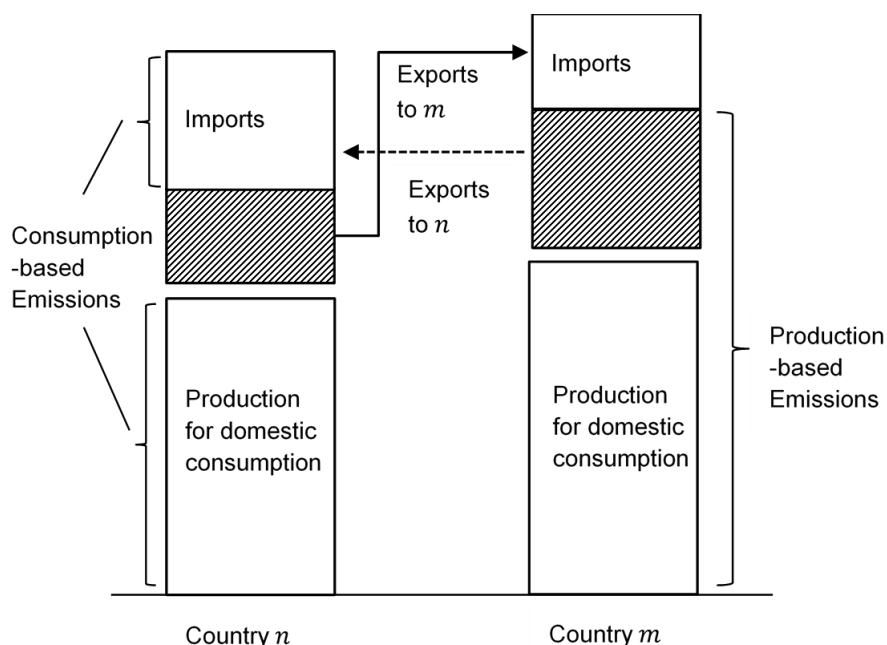 Imports
Exports
to m
Imports
Exports
to n
Consumption
-based
Emissions
Production
for domestic
consumption
Production
for domestic
consumption
Production
-based
Emissions
Country n
Country m